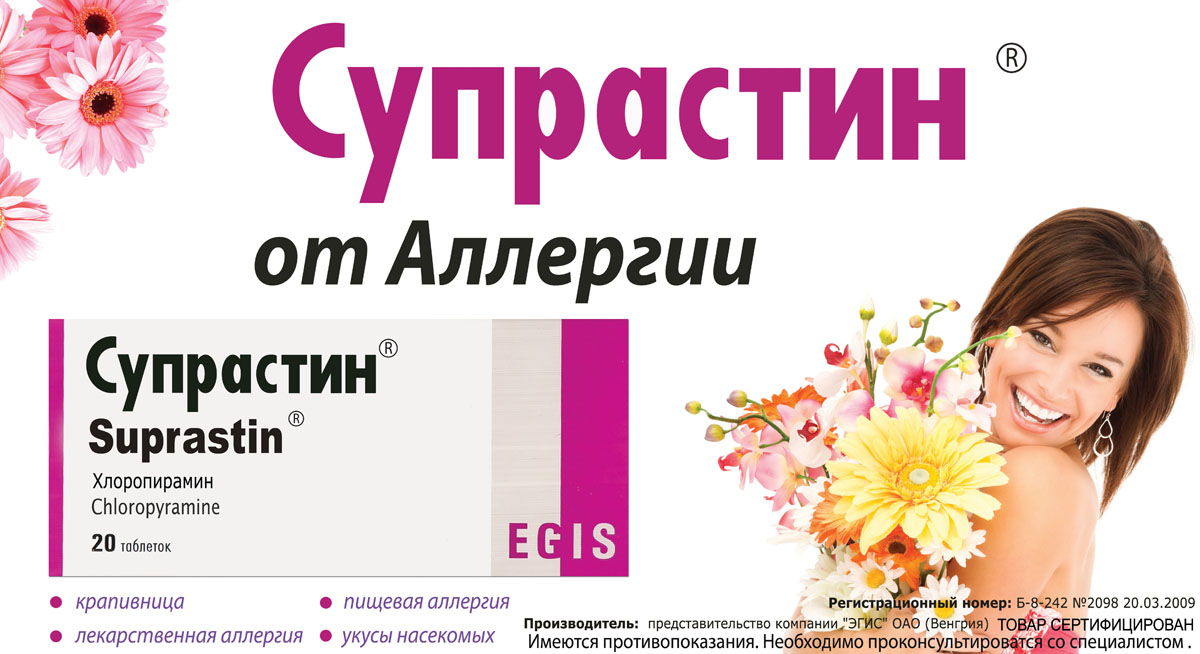 Супрастин ®
от Аллергии
Супрастин ®
Suprastin ®
Хлоропирамин
Chloropyramine
20 таблеток
EGIS
• крапивница • пищевая аллергия
• лекарственная аллергия • укусы насекомых
Регистрационный номер: Б-8-242 №2098 20.03.2009
Производитель: представительство компании "ЭГИС" ОАО (Венгрия) ТОВАР СЕРТИФИЦИРОВАН
Имеются противопоказания. Необходимо проконсультироватся со специалистом .